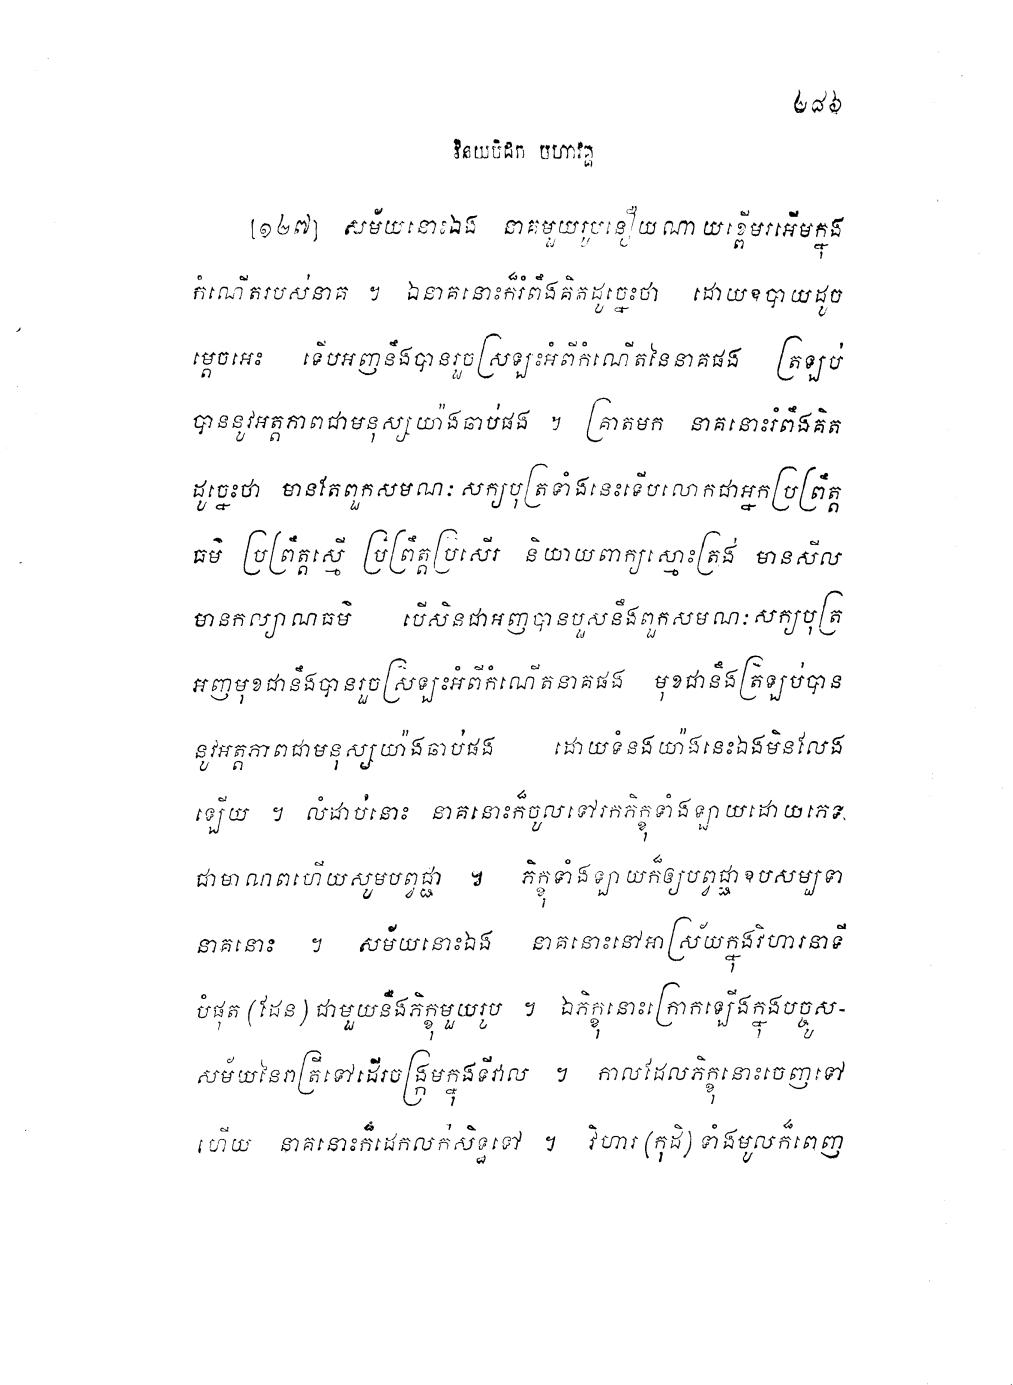 ២៨៦
វិនយបិដក មហាវគ្គ
[១២៧] សម័យនោះឯង នាគមួយរូបនឿយណាយខ្ពើមរអើមក្នុង
កំណើតរបស់នាគ ។ ឯនាគនោះក៏រំពឹងគិតដូច្នេះថា ដោយឧបាយដូច
ម្តេចអេះ ទើបអញនឹងបានរួចស្រឡះអំពីកំណើតនៃនាគផង ត្រឡប់
បាននូវអត្តភាពជាមនុស្សយ៉ាងឆាប់ផង ។ គ្រាតមក នាគនោះរំពឹងគិត
ដូច្នេះថា មានតែពួកសមណៈសក្យបុត្រទាំងនេះទើបលោកជាអ្នកប្រព្រឹត្ត
ធម៌ ប្រព្រឹត្តស្មើ ប្រព្រឹត្តប្រសើរ និយាយពាក្យស្មោះត្រង់ មានសីល
មានកល្យាណធម៌ បើសិនជាអញបានបួសនឹងពួកសមណៈសក្យបុត្រ
អញមុខជានឹងបានរួចស្រឡះអំពីកំណើតនាគផង មុខជានឹងត្រឡប់បាន
នូវអត្តភាពជាមនុស្សយ៉ាងឆាប់ផង ដោយទំនងយ៉ាងនេះឯងមិនលែង
ឡើយ ។ លំដាប់នោះ នាគនោះក៏ចូលទៅរកភិក្ខុទាំងឡាយដោយភេទ
ជាមាណពហើយសូមបព្វជ្ជា ៕ ភិក្ខុទាំងឡាយក៏ឲ្យបព្វជ្ជាឧបសម្បទា
នាគនោះ ។ សម័យនោះឯង នាគនោះនៅអាស្រ័យក្នុងវិហារនាទី
បំផុត (ដែន) ជាមួយនឹងភិក្ខុមួយរូប ។ ឯភិក្ខុនោះក្រោកឡើងក្នុងបច្ចូស-
សម័យនៃរាត្រីទៅដើរចង្រ្កមក្នុងទីវាល ។ កាលដែលភិក្ខុនោះចេញទៅ
ហើយ នាគនោះក៏ដេកលក់សិទ្ធទៅ ។ វិហារ (កុដិ) ទាំងមូលក៏ពេញ